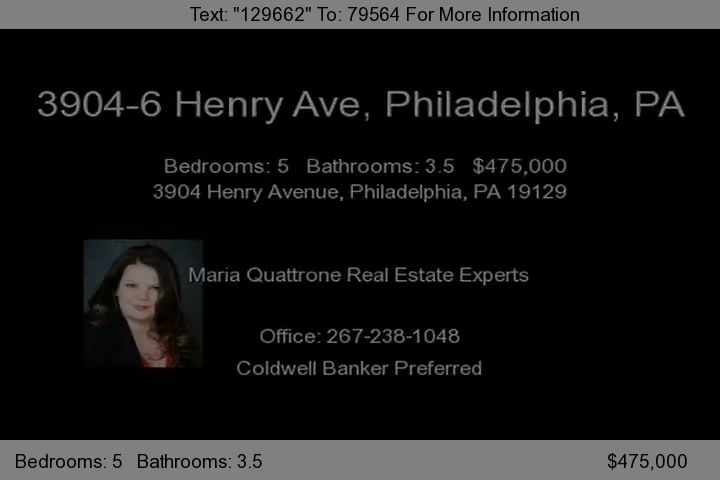 Text: "129662" To: 79564 For More Information
3904-6 Henry Ave, Philadelphia, PA
Bedrooms: 5 Bathrooms: 3.5 $475,000
3904 Henry Avenue, Philadelphia, PA 19129
Maria Quattrone Real Estate Experts
Office: 267-238-1048
Coldwell Banker Preferred
Bedrooms: 5 Bathrooms: 3.5 $475,000